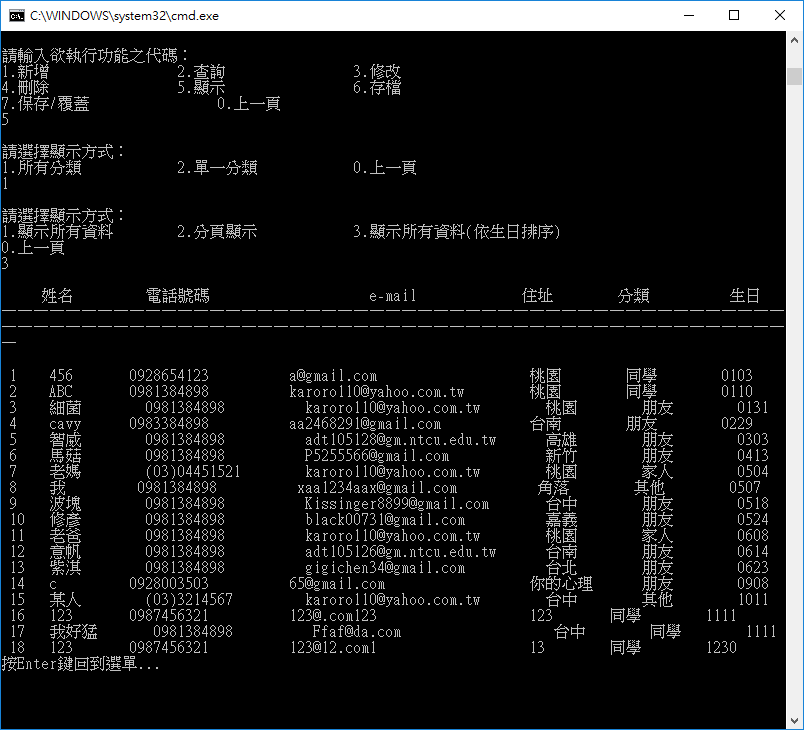 C:\WINDOWS\system32\cmd.exe
請輸入欲執行功能之代碼：
1.新增 2.查詢 3.修改
4.刪除 5.顯示 6.存檔
7.保存/覆蓋 0.上一頁
5
請選擇顯示方式：
1.所有分類 2.單一分類 0.上一頁
1
請選擇顯示方式：
1.顯示所有資料 2.分頁顯示 3.顯示所有資料(依生日排序)
0.上一頁
3
姓名 電話號碼 e-mail 住址 分類 生日
1 456 0928654123 a@gmail.com 桃園 同學 0103
2 ABC 0981384898 karoro110@yahoo.com.tw 桃園 同學 0110
3 細菌 0981384898 karoro110@yahoo.com.tw 桃園 朋友 0131
4 cavy 0983384898 aa2468291@gmail.com 台南 朋友 0229
5 智威 0981384898 adt105128@gm.ntcu.edu.tw 高雄 朋友 0303
6 馬菇 0981384898 P5255566@gmail.com 新竹 朋友 0413
7 老媽 (03)04451521 karoro110@yahoo.com.tw 桃園 家人 0504
8 我 0981384898 xaa1234aax@gmail.com 角落 其他 0507
9 波塊 0981384898 Kissinger8899@gmail.com 台中 朋友 0518
10 修彥 0981384898 black00731@gmail.com 嘉義 朋友 0524
11 老爸 0981384898 karoro110@yahoo.com.tw 桃園 家人 0608
12 意帆 0981384898 adt105126@gm.ntcu.edu.tw 台南 朋友 0614
13 紫淇 0981384898 gigichen34@gmail.com 台北 朋友 0623
14 c 0928003503 65@gmail.com 你的心理 朋友 0908
15 某人 (03)3214567 karoro110@yahoo.com.tw 台中 其他 1011
16 123 0987456321 123@.com123 123 同學 1111
17 我好猛 0981384898 Ffaf@da.com 台中 同學 1111
18 123 0987456321 123@12.com1 13 同學 1230
按Enter鍵回到選單...